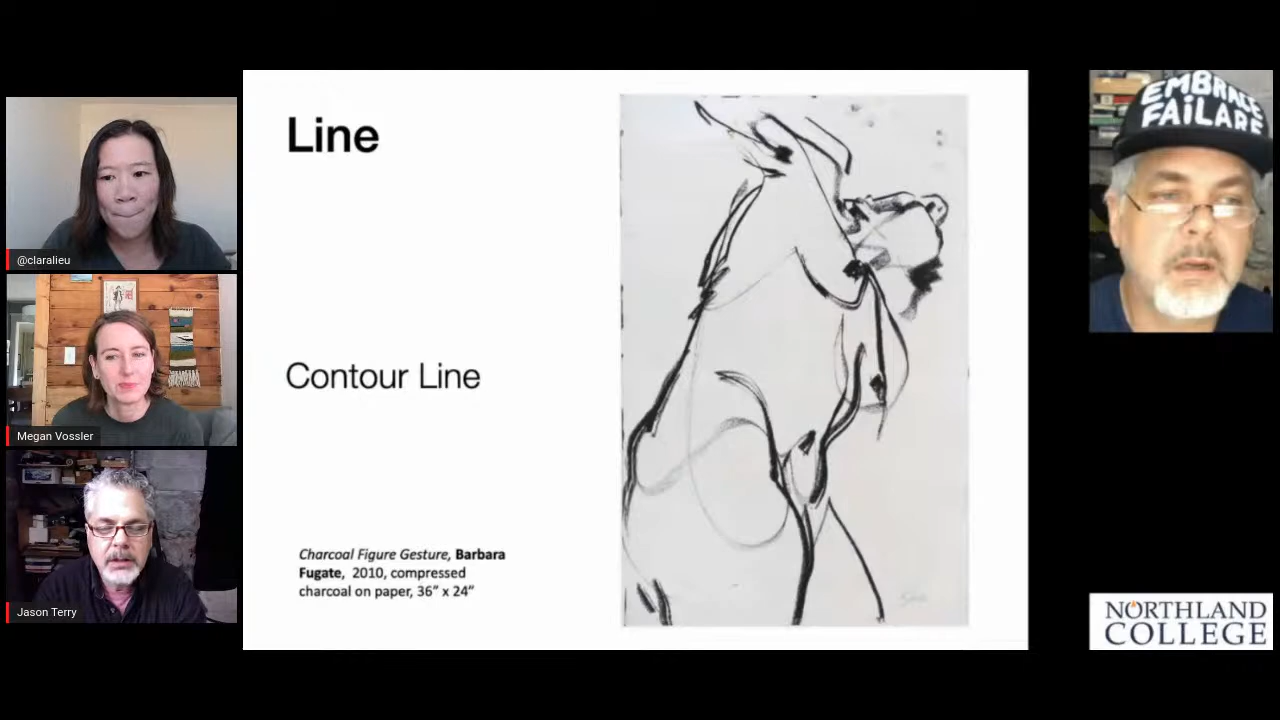 Line
Contour Line
Charcoal Figure Gesture, Barbara
Fugate, 2010, compressed
charcoal on paper, 36” x 24”
@claralieu
Megan Vossler
Jason Terry
EMBRACE
FAiLARE
NORTHLAND
COLLEGE